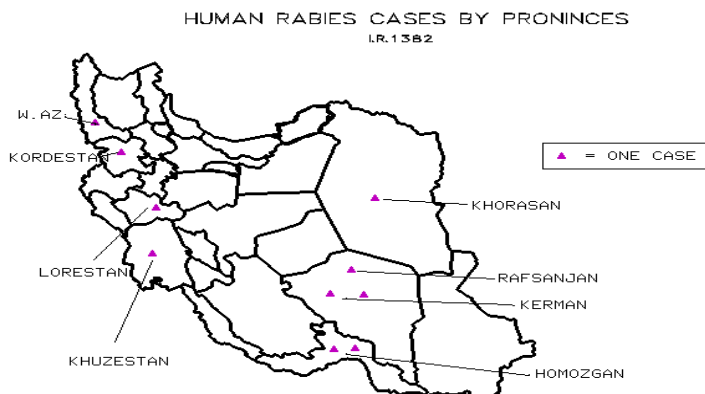 HUMAN RABIES CASES BY PRONINCES
I.R.1382
W.AZ.
KORDESTAN
▲ = ONE CASE
KHORASAN
LORESTAN
RAFSANJAN
KERMAN
KHUZESTAN
HOMOZGAN